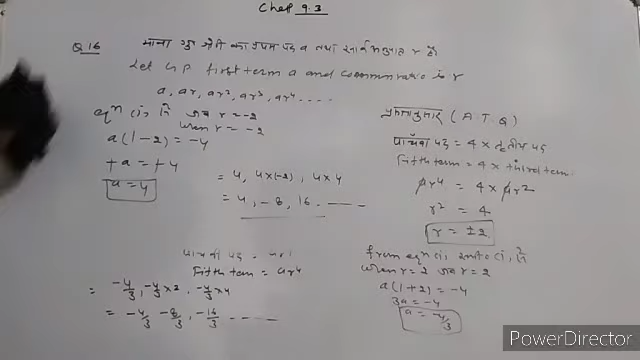 Chap 9.3
Q.16 माना गु० श्रेणी का प्रथम पद a तथा सार्व अनुपात r है।
Let G.P first term a and common ratio is r
a, ar, ar², ar³, ar⁴ ....
eqⁿ (i) में जब r = -2
when r = -2
a(1-2) = -4
+a = +4
a = 4
= 4, 4×(-2), 4×4
= 4, -8, 16 .----
प्रश्नानुसार (A.T.Q)
पाँचवा पद = 4 × तृतीय पद
Fifth term = 4 × third term
ar⁴ = 4 × ar²
r² = 4
r = ±2
Fifth term = ar⁴
= -4/3, -4/3 ×2, -4/3 ×4
= -4/3, -8/3, -16/3 ----
from eqⁿ (i)
when r = 2 जब r = 2
a(1+2) = -4
3a = -4
a = -4/3
PowerDirector